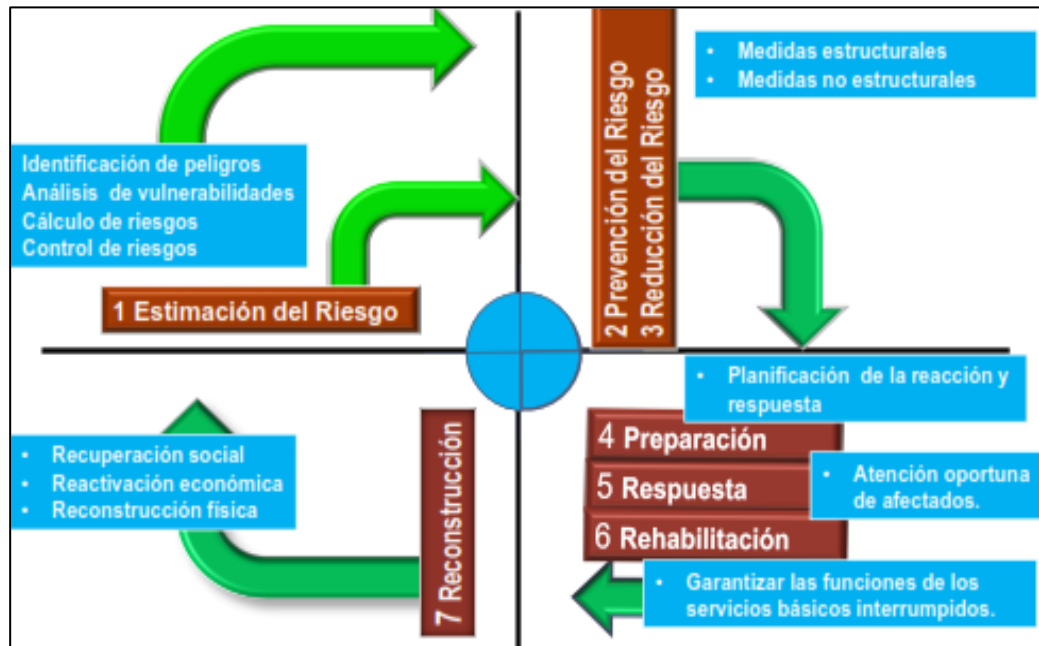 Identificación de peligros
Análisis de vulnerabilidades
Cálculo de riesgos
Control de riesgos
1 Estimación del Riesgo
2 Prevención del Riesgo
3 Reducción del Riesgo
• Medidas estructurales
• Medidas no estructurales
• Planificación de la reacción y
respuesta
4 Preparación
5 Respuesta
6 Rehabilitación
• Atención oportuna
de afectados.
• Garantizar las funciones de los
servicios básicos interrumpidos.
7 Reconstrucción
• Recuperación social
• Reactivación económica
• Reconstrucción física